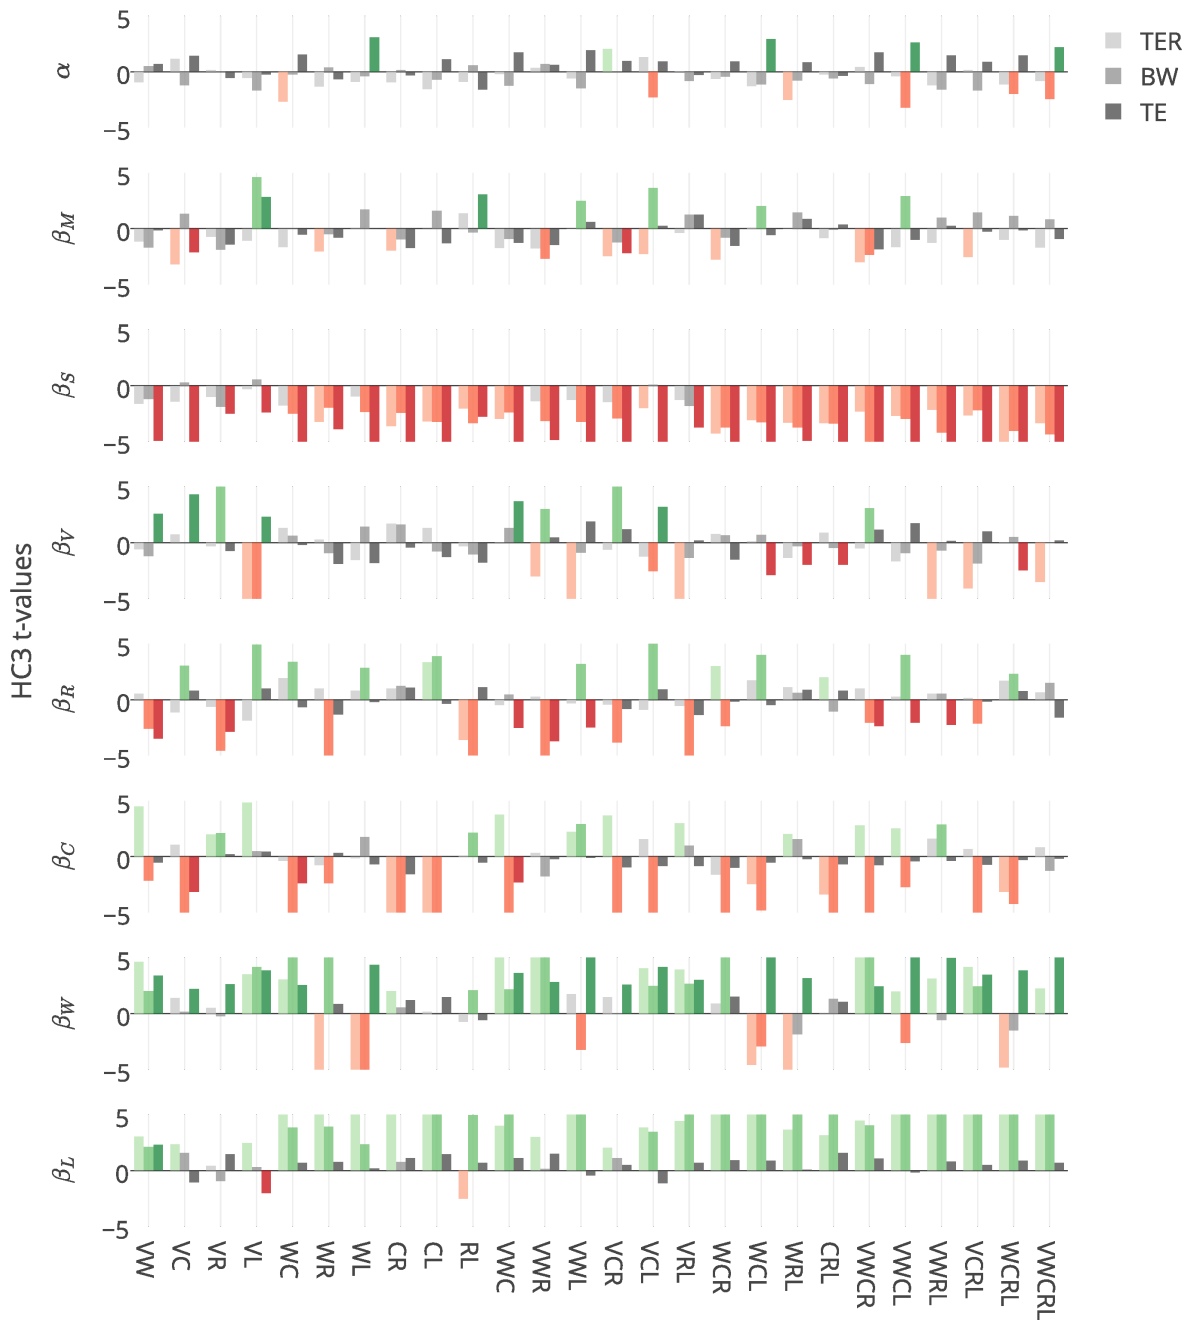 5
0
−5
α
TER
BW
TE
5
0
−5
βM
5
0
−5
βS
5
0
−5
βV
HC3 t-values
5
0
−5
βR
5
0
−5
βC
5
0
−5
βW
5
0
−5
βL
VW
VC
VR
VL
WC
WR
WL
CR
CL
RL
VWC
VWR
VWL
VCR
VCL
VRL
WCR
WCL
WRL
CRL
VWCR
VWCL
VWRL
VCRL
WCRL
VWCRL